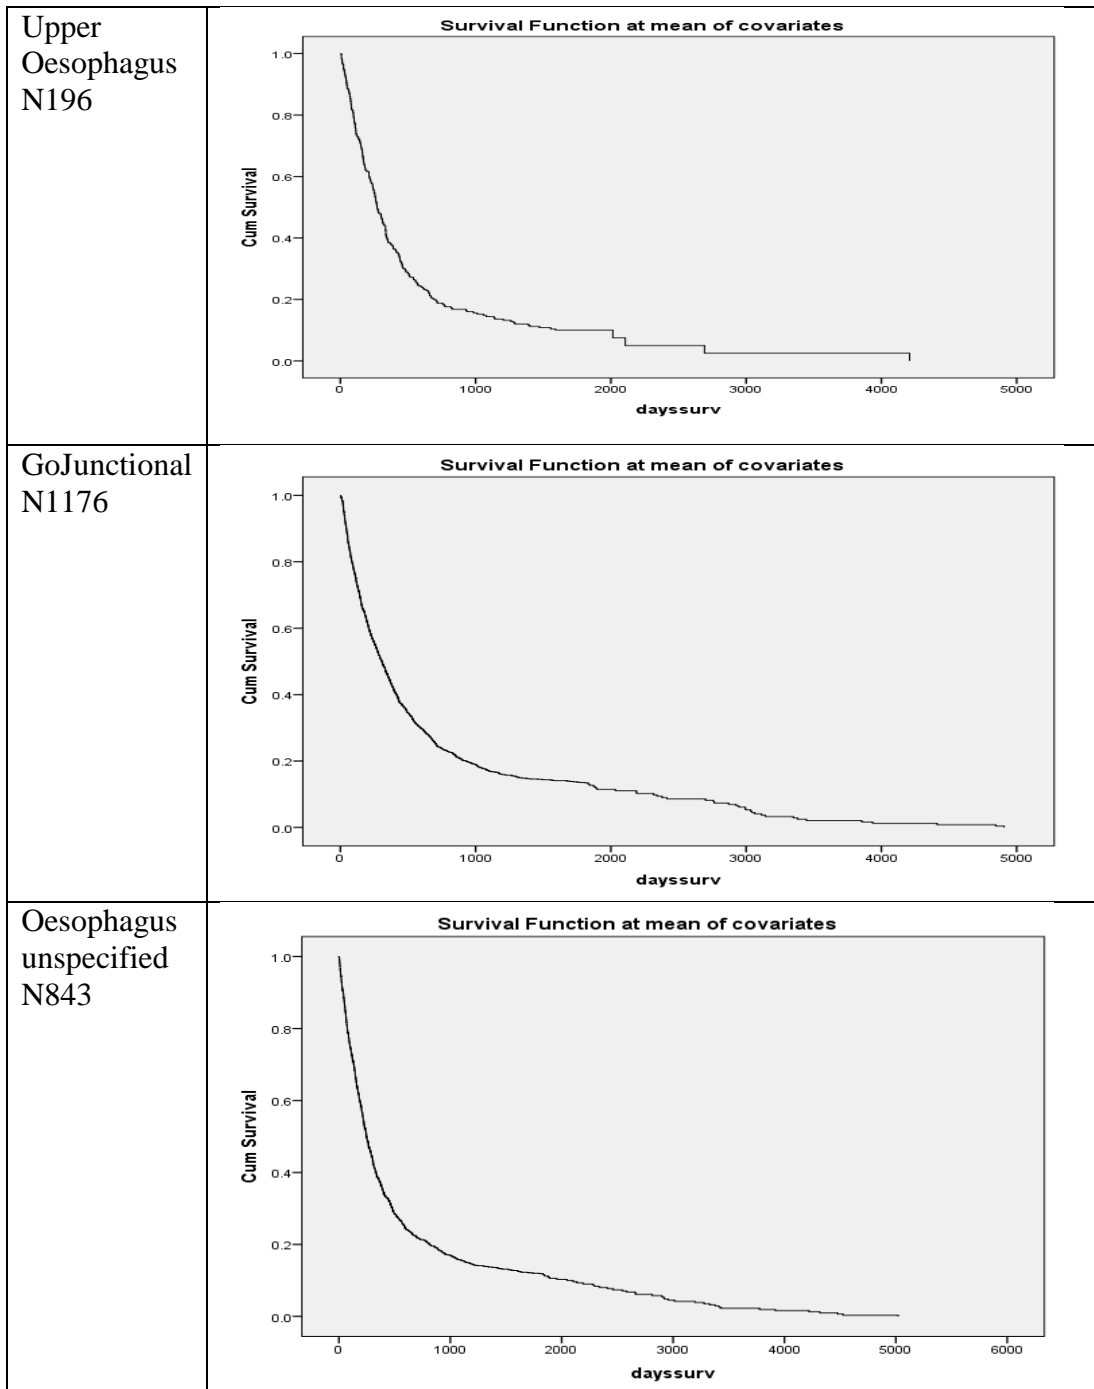 Upper
Oesophagus
N196
Survival Function at mean of covariates
Cum Survival
1.0
0.8
0.6
0.4
0.2
0.0
0 1000 2000 3000 4000 5000
dayssurv
GoJunctional
N1176
Survival Function at mean of covariates
Cum Survival
1.0
0.8
0.6
0.4
0.2
0.0
0 1000 2000 3000 4000 5000
dayssurv
Oesophagus
unspecified
N843
Survival Function at mean of covariates
Cum Survival
1.0
0.8
0.6
0.4
0.2
0.0
0 1000 2000 3000 4000 5000 6000
dayssurv